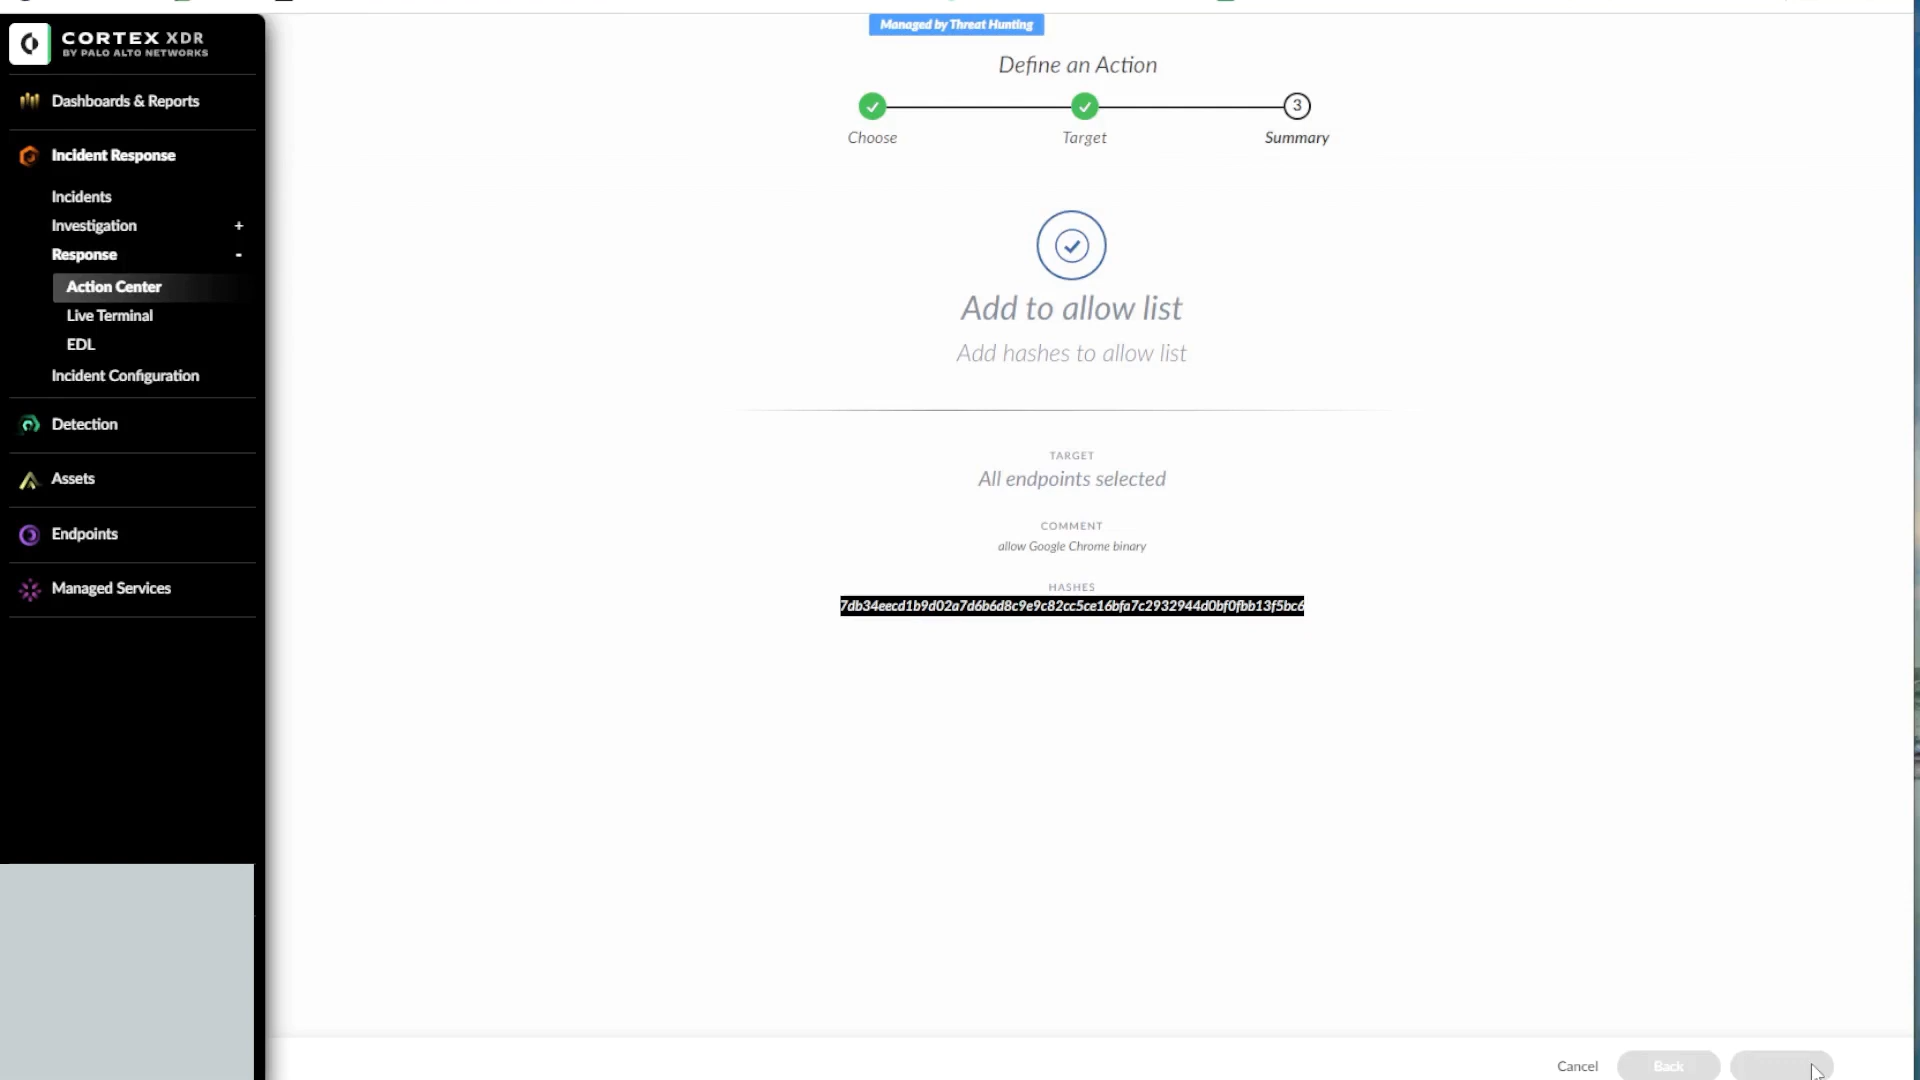 CORTEX XDR
BY PALO ALTO NETWORKS
Dashboards & Reports
Incident Response
Incidents
Investigation +
Response -
Action Center
Live Terminal
EDL
Incident Configuration
Detection
Assets
Endpoints
Managed Services
Managed by Threat Hunting
Define an Action
3
Choose Target Summary
Add to allow list
Add hashes to allow list
TARGET
All endpoints selected
COMMENT
allow Google Chrome binary
HASHES
7db34eecd1b9d02a7d6b6d8c9e9c82cc5ce16bfa7c2932944d0bf0fbb13f5bc6
Cancel Back